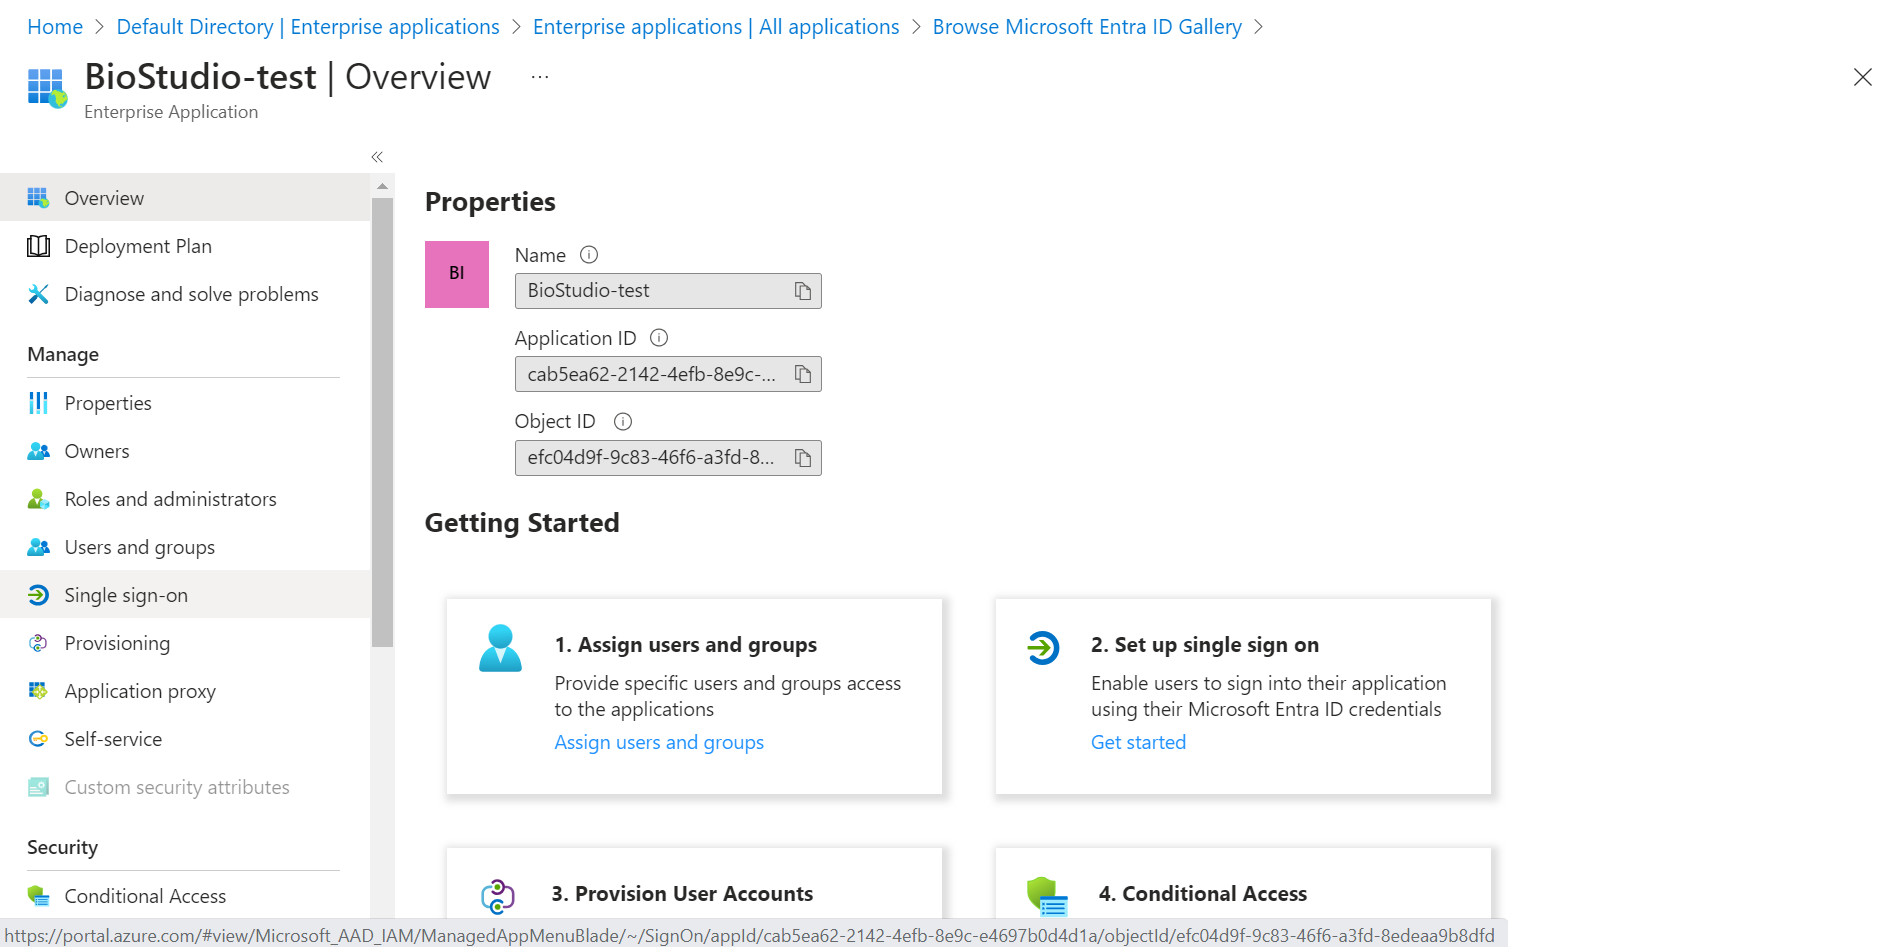 Home > Default Directory | Enterprise applications > Enterprise applications | All applications > Browse Microsoft Entra ID Gallery >
BioStudio-test | Overview ...
Enterprise Application
«
Overview
Deployment Plan
Diagnose and solve problems
Manage
Properties
Owners
Roles and administrators
Users and groups
Single sign-on
Provisioning
Application proxy
Self-service
Custom security attributes
Security
Conditional Access
Properties
BI
Name
BioStudio-test
Application ID
cab5ea62-2142-4efb-8e9c-...
Object ID
efc04d9f-9c83-46f6-a3fd-8...
Getting Started
1. Assign users and groups
Provide specific users and groups access
to the applications
Assign users and groups
2. Set up single sign on
Enable users to sign into their application
using their Microsoft Entra ID credentials
Get started
3. Provision User Accounts
4. Conditional Access
https://portal.azure.com/#view/Microsoft_AAD_IAM/ManagedAppMenuBlade/~/SignOn/appId/cab5ea62-2142-4efb-8e9c-e4697b0d4d1a/objectId/efc04d9f-9c83-46f6-a3fd-8edeaa9b8dfd